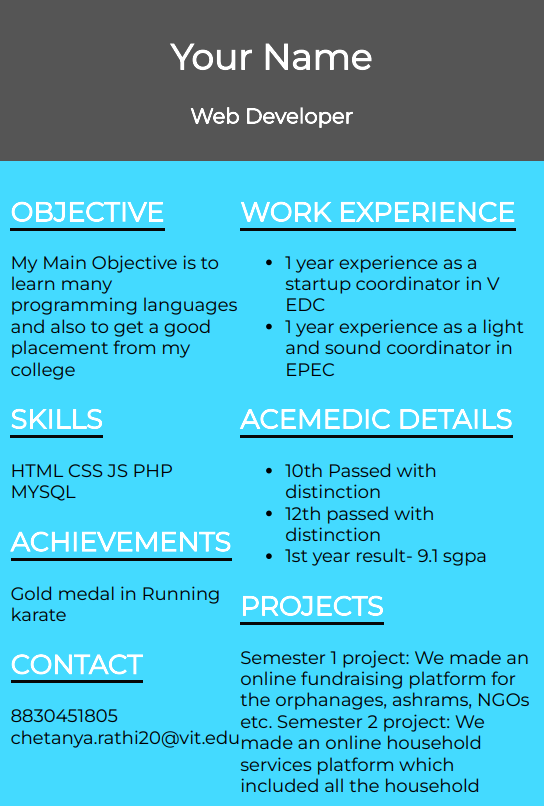 Your Name
Web Developer
OBJECTIVE
My Main Objective is to
learn many
programming languages
and also to get a good
placement from my
college
SKILLS
HTML CSS JS PHP
MYSQL
ACHIEVEMENTS
Gold medal in Running
karate
CONTACT
8830451805
chetanya.rathi20@vit.edu
WORK EXPERIENCE
• 1 year experience as a
startup coordinator in V
EDC
• 1 year experience as a light
and sound coordinator in
EPEC
ACEMEDIC DETAILS
• 10th Passed with
distinction
• 12th passed with
distinction
• 1st year result- 9.1 sgpa
PROJECTS
Semester 1 project: We made an
online fundraising platform for
the orphanages, ashrams, NGOs
etc. Semester 2 project: We
made an online household
services platform which
included all the household